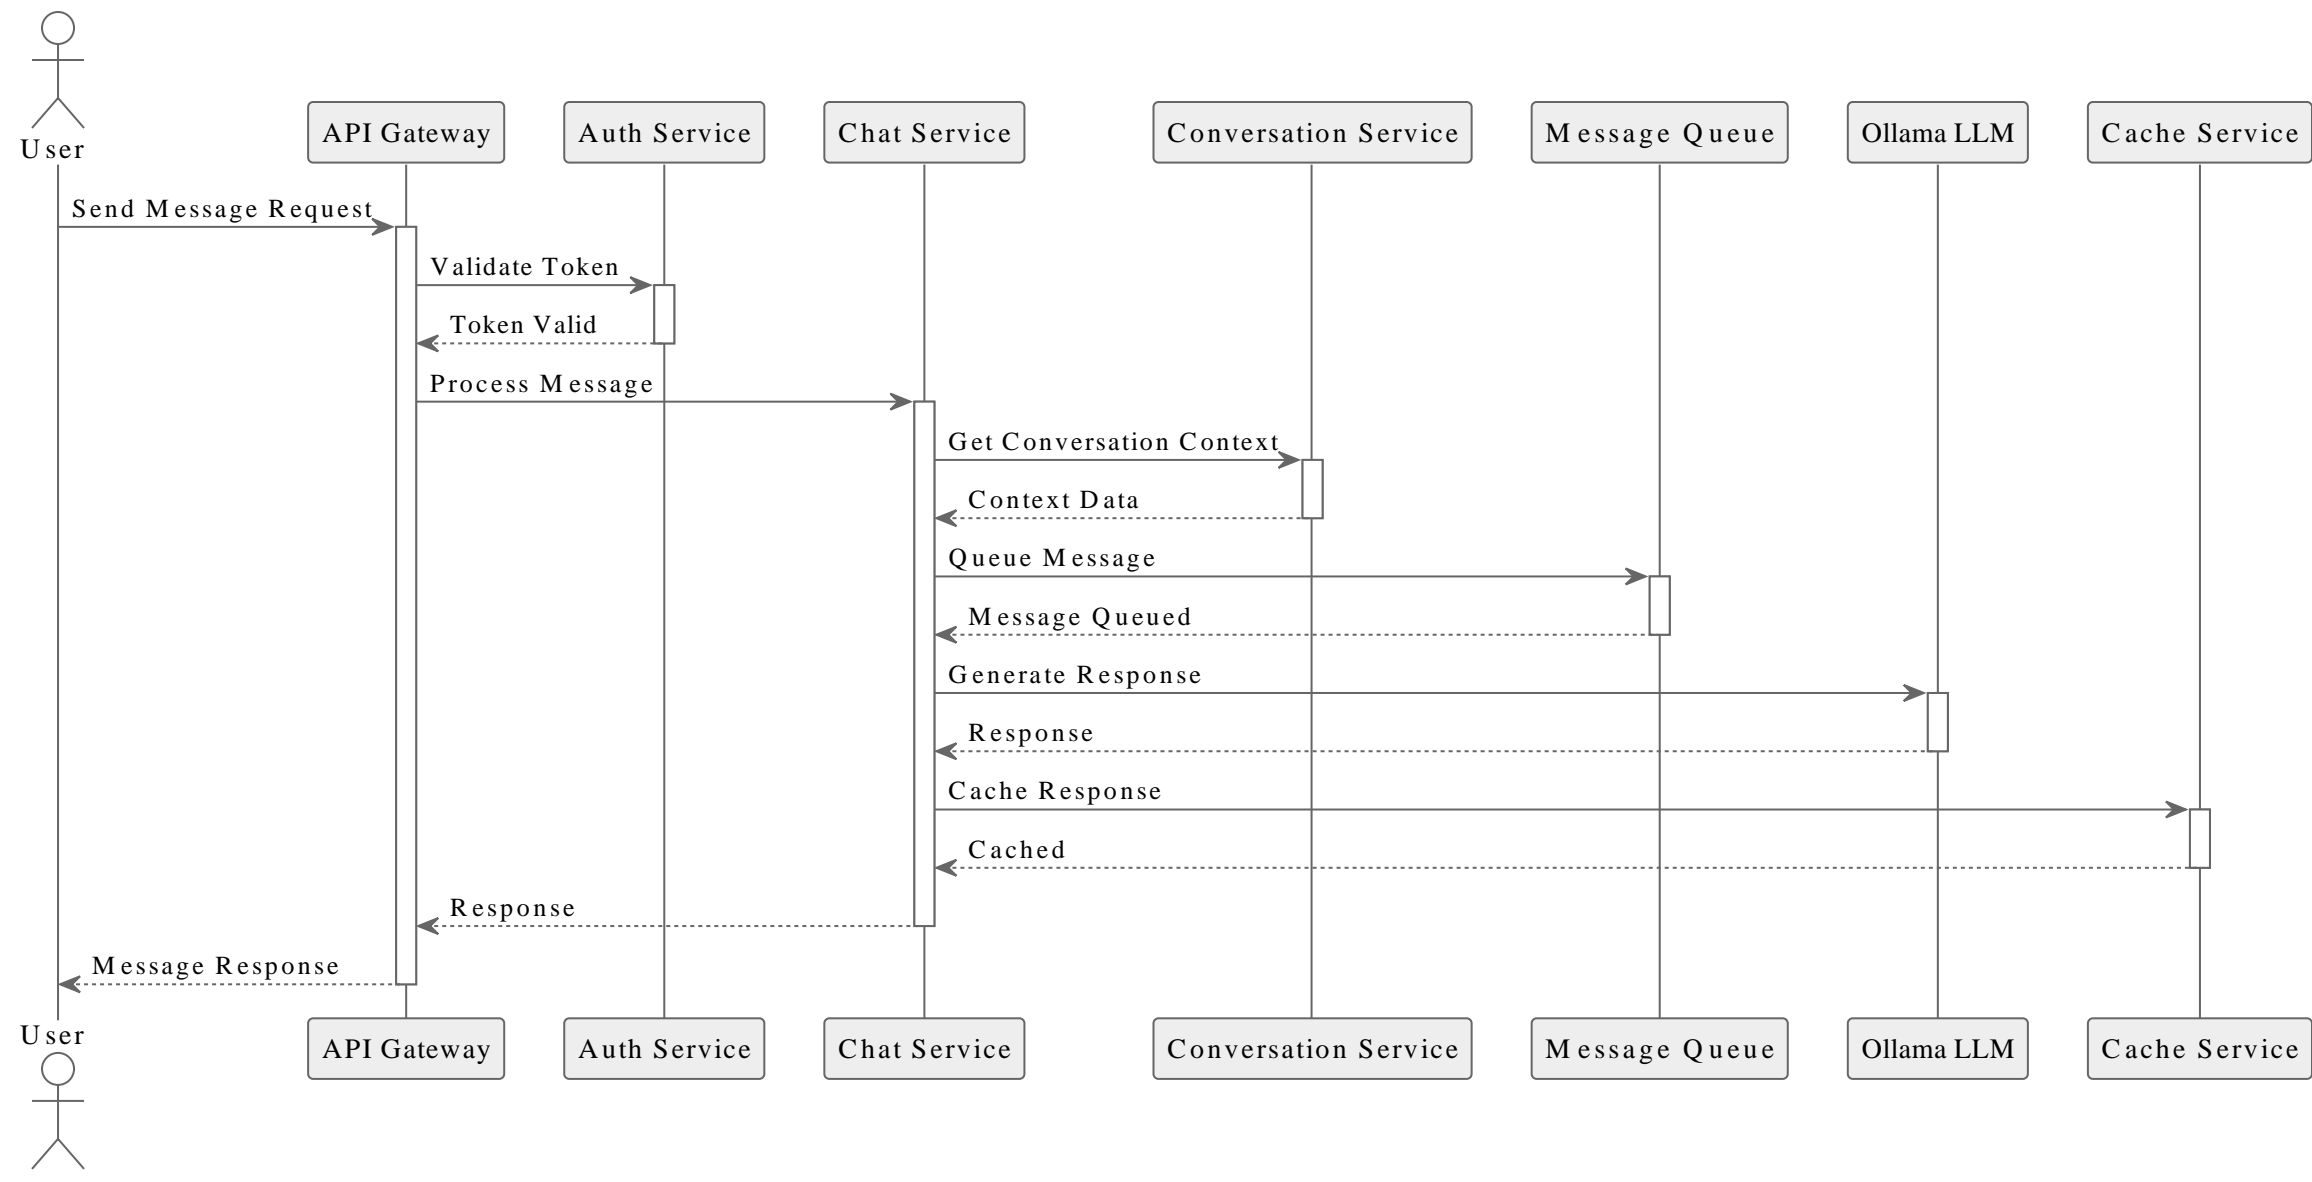 User
API Gateway
Auth Service
Chat Service
Conversation Service
Message Queue
Ollama LLM
Cache Service
Send Message Request
Validate Token
Token Valid
Process Message
Get Conversation Context
Context Data
Queue Message
Message Queued
Generate Response
Response
Cache Response
Cached
Response
Message Response
User
API Gateway
Auth Service
Chat Service
Conversation Service
Message Queue
Ollama LLM
Cache Service